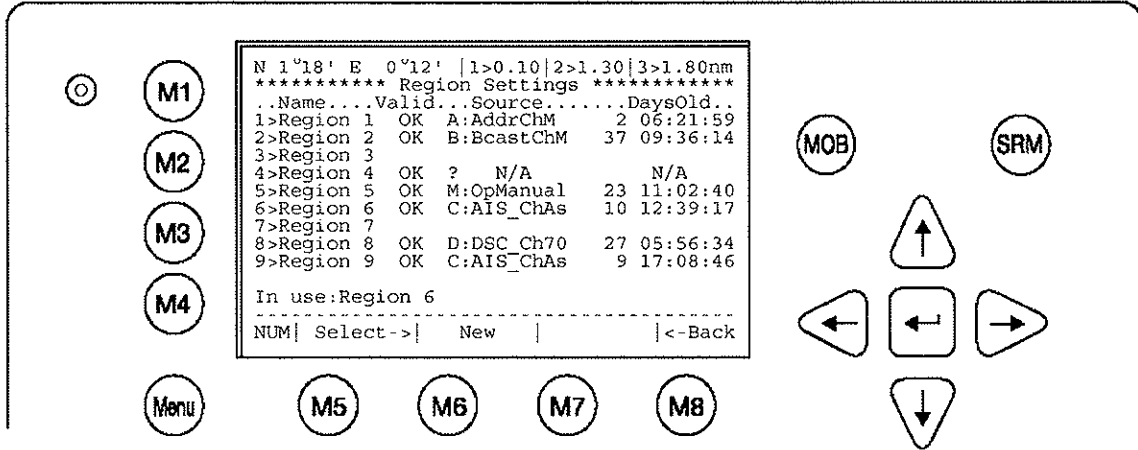 N 1°18' E 0°12' |1>0.10|2>1.30|3>1.80nm
*********** Region Settings ************
..Name....Valid...Source.......DaysOld..
1>Region 1 OK A:AddrChM 2 06:21:59
2>Region 2 OK B:BcastChM 37 09:36:14
3>Region 3
4>Region 4 OK ? N/A N/A
5>Region 5 OK M:OpManual 23 11:02:40
6>Region 6 OK C:AIS_ChAs 10 12:39:17
7>Region 7
8>Region 8 OK D:DSC_Ch70 27 05:56:34
9>Region 9 OK C:AIS_ChAs 9 17:08:46
In use:Region 6
NUM| Select->| New | |<-Back
M1
M2
M3
M4
Menu
M5
M6
M7
M8
MOB
SRM